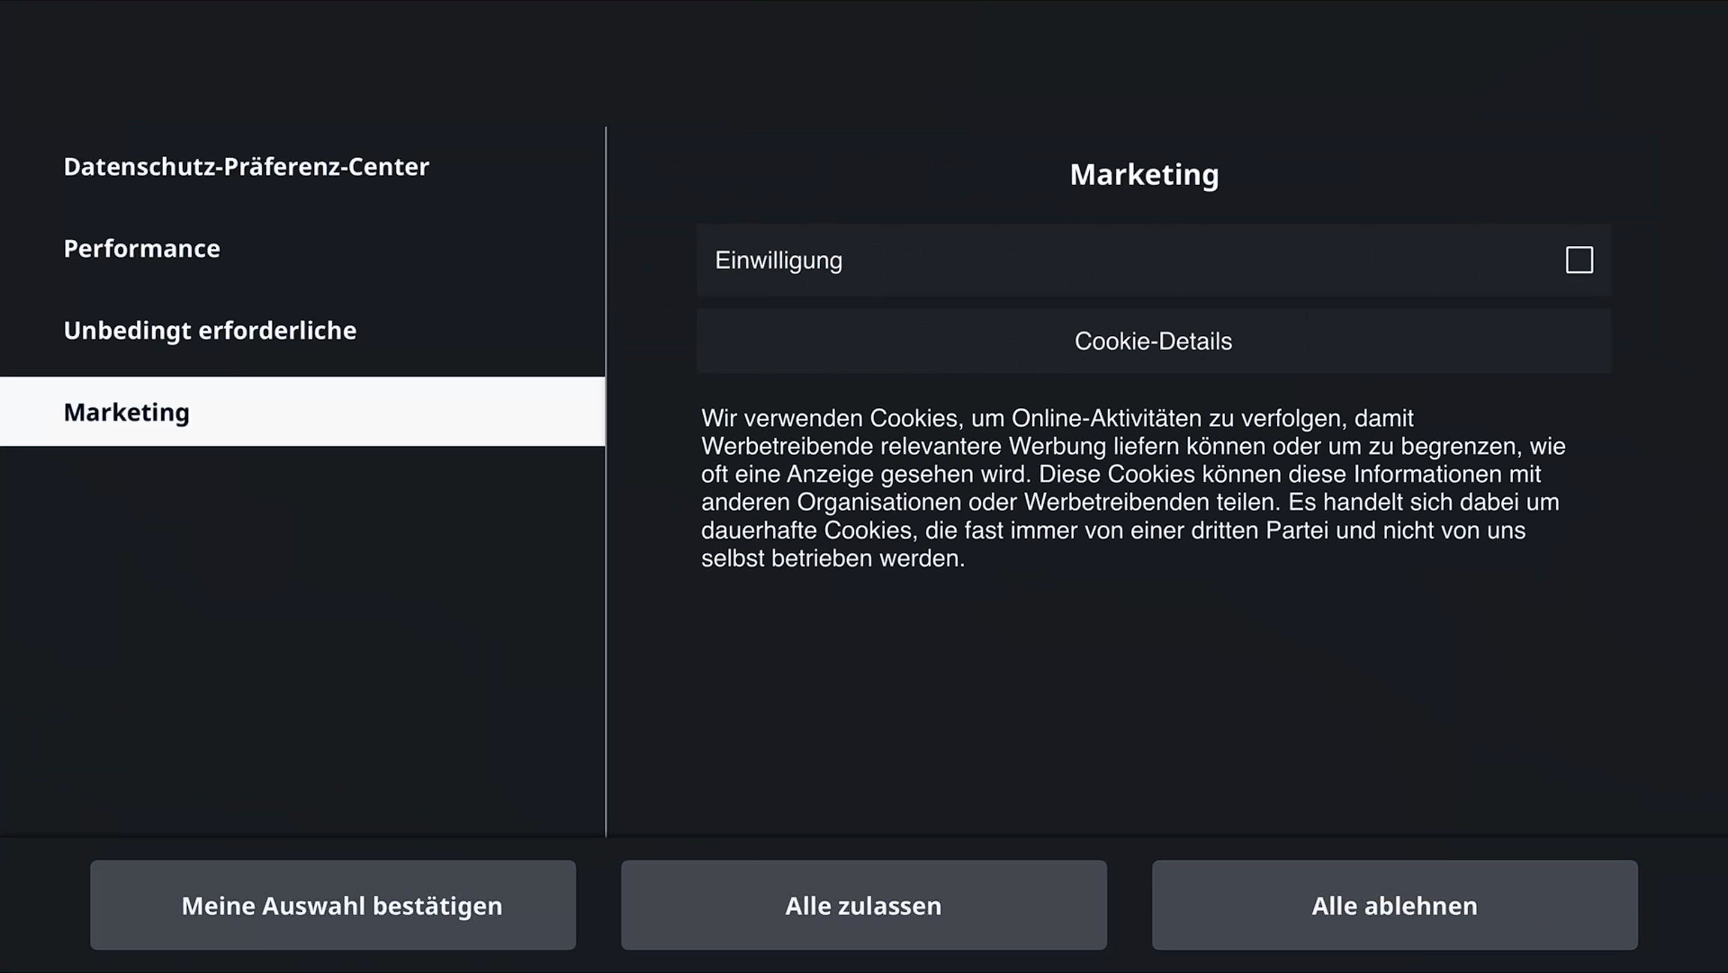 Datenschutz-Präferenz-Center
Performance
Unbedingt erforderliche
Marketing
Marketing
Einwilligung
Cookie-Details
Wir verwenden Cookies, um Online-Aktivitäten zu verfolgen, damit
Werbetreibende relevantere Werbung liefern können oder um zu begrenzen, wie
oft eine Anzeige gesehen wird. Diese Cookies können diese Informationen mit
anderen Organisationen oder Werbetreibenden teilen. Es handelt sich dabei um
dauerhafte Cookies, die fast immer von einer dritten Partei und nicht von uns
selbst betrieben werden.
Meine Auswahl bestätigen
Alle zulassen
Alle ablehnen